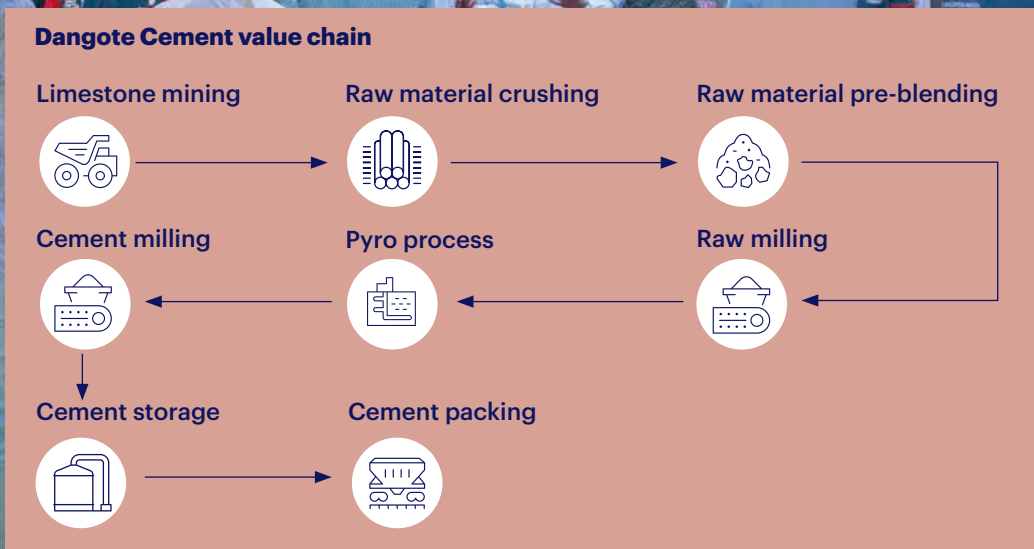 Dangote Cement value chain
Limestone mining
Raw material crushing
Raw material pre-blending
Cement milling
Pyro process
Raw milling
Cement storage
Cement packing